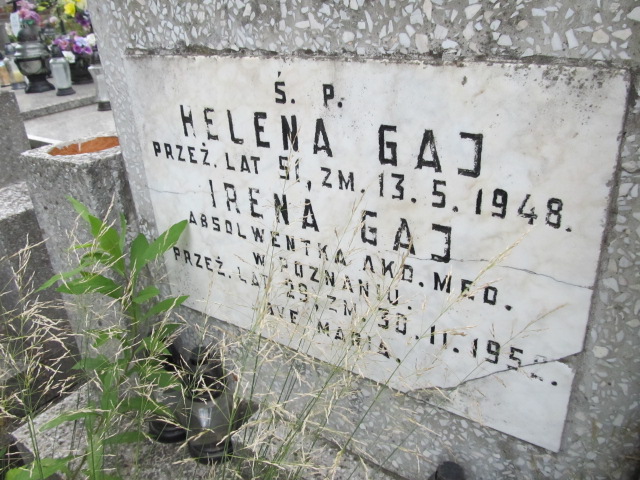 Ś. P.
HELENA GAJ
PRZEŻ. LAT 51, ZM. 13. 5. 1948.
IRENA GAJ
ABSOLWENTKA AKD. MED.
W POZNANIU.
PRZEŻ. LAT 29, ZM. 30. 11. 1952.
AVE MARIA.